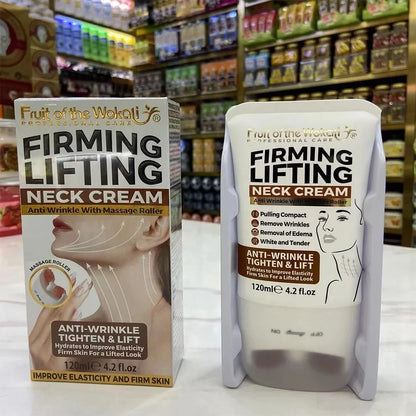 Fruit of the Wokali ®
PROFESSIONAL CARE
FIRMING
LIFTING
NECK CREAM
Anti Wrinkle With Massage Roller
MASSAGE ROLLER
ANTI-WRINKLE
TIGHTEN & LIFT
Hydrates to Improve Elasticity
Firm Skin For a Lifted Look
120ml ℮ 4.2 fl.oz
IMPROVE ELASTICITY AND FIRM SKIN
Fruit of the Wokali ®
PROFESSIONAL CARE
FIRMING
LIFTING
NECK CREAM
Anti Wrinkle With Massage Roller
Pulling Compact
Remove Wrinkles
Removal of Edema
White and Tender
ANTI-WRINKLE
TIGHTEN & LIFT
Hydrates to Improve Elasticity
Firm Skin For a Lifted Look
120ml ℮ 4.2 fl.oz